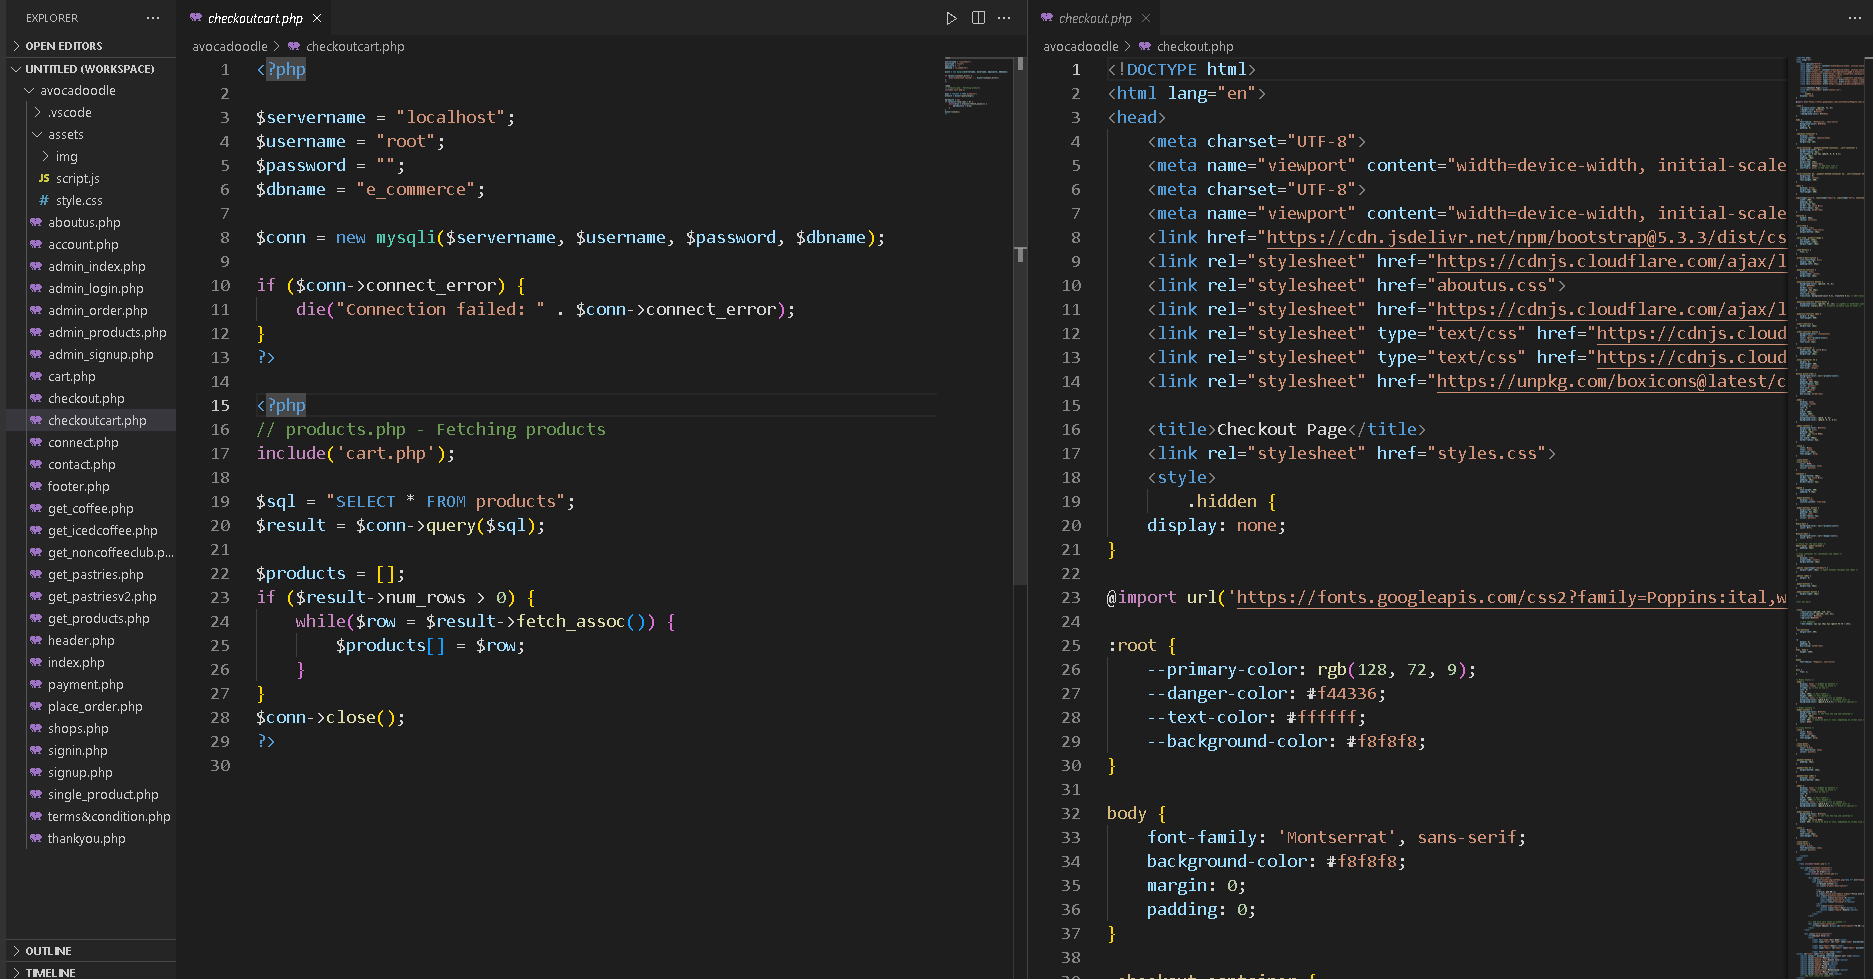 EXPLORER
OPEN EDITORS
UNTITLED (WORKSPACE)
avocadoodle
.vscode
assets
img
JS script.js
# style.css
aboutus.php
account.php
admin_index.php
admin_login.php
admin_order.php
admin_products.php
admin_signup.php
cart.php
checkout.php
checkoutcart.php
connect.php
contact.php
footer.php
get_coffee.php
get_icedcoffee.php
get_noncoffeeclub.p...
get_pastries.php
get_pastriesv2.php
get_products.php
header.php
index.php
payment.php
place_order.php
shops.php
signin.php
signup.php
single_product.php
terms&condition.php
thankyou.php
OUTLINE
TIMELINE
checkoutcart.php
avocadoodle > checkoutcart.php
1 <?php
2
3 $servername = "localhost";
4 $username = "root";
5 $password = "";
6 $dbname = "e_commerce";
7
8 $conn = new mysqli($servername, $username, $password, $dbname);
9
10 if ($conn->connect_error) {
11 die("Connection failed: " . $conn->connect_error);
12 }
13 ?>
14
15 <?php
16 // products.php - Fetching products
17 include('cart.php');
18
19 $sql = "SELECT * FROM products";
20 $result = $conn->query($sql);
21
22 $products = [];
23 if ($result->num_rows > 0) {
24 while($row = $result->fetch_assoc()) {
25 $products[] = $row;
26 }
27 }
28 $conn->close();
29 ?>
30
checkout.php
avocadoodle > checkout.php
1 <!DOCTYPE html>
2 <html lang="en">
3 <head>
4 <meta charset="UTF-8">
5 <meta name="viewport" content="width=device-width, initial-scale
6 <meta charset="UTF-8">
7 <meta name="viewport" content="width=device-width, initial-scale
8 <link href="https://cdn.jsdelivr.net/npm/bootstrap@5.3.3/dist/cs
9 <link rel="stylesheet" href="https://cdnjs.cloudflare.com/ajax/l
10 <link rel="stylesheet" href="aboutus.css">
11 <link rel="stylesheet" href="https://cdnjs.cloudflare.com/ajax/l
12 <link rel="stylesheet" type="text/css" href="https://cdnjs.cloud
13 <link rel="stylesheet" type="text/css" href="https://cdnjs.cloud
14 <link rel="stylesheet" href="https://unpkg.com/boxicons@latest/c
15
16 <title>Checkout Page</title>
17 <link rel="stylesheet" href="styles.css">
18 <style>
19 .hidden {
20 display: none;
21 }
22
23 @import url('https://fonts.googleapis.com/css2?family=Poppins:ital,w
24
25 :root {
26 --primary-color: rgb(128, 72, 9);
27 --danger-color: #f44336;
28 --text-color: #ffffff;
29 --background-color: #f8f8f8;
30 }
31
32 body {
33 font-family: 'Montserrat', sans-serif;
34 background-color: #f8f8f8;
35 margin: 0;
36 padding: 0;
37 }
38